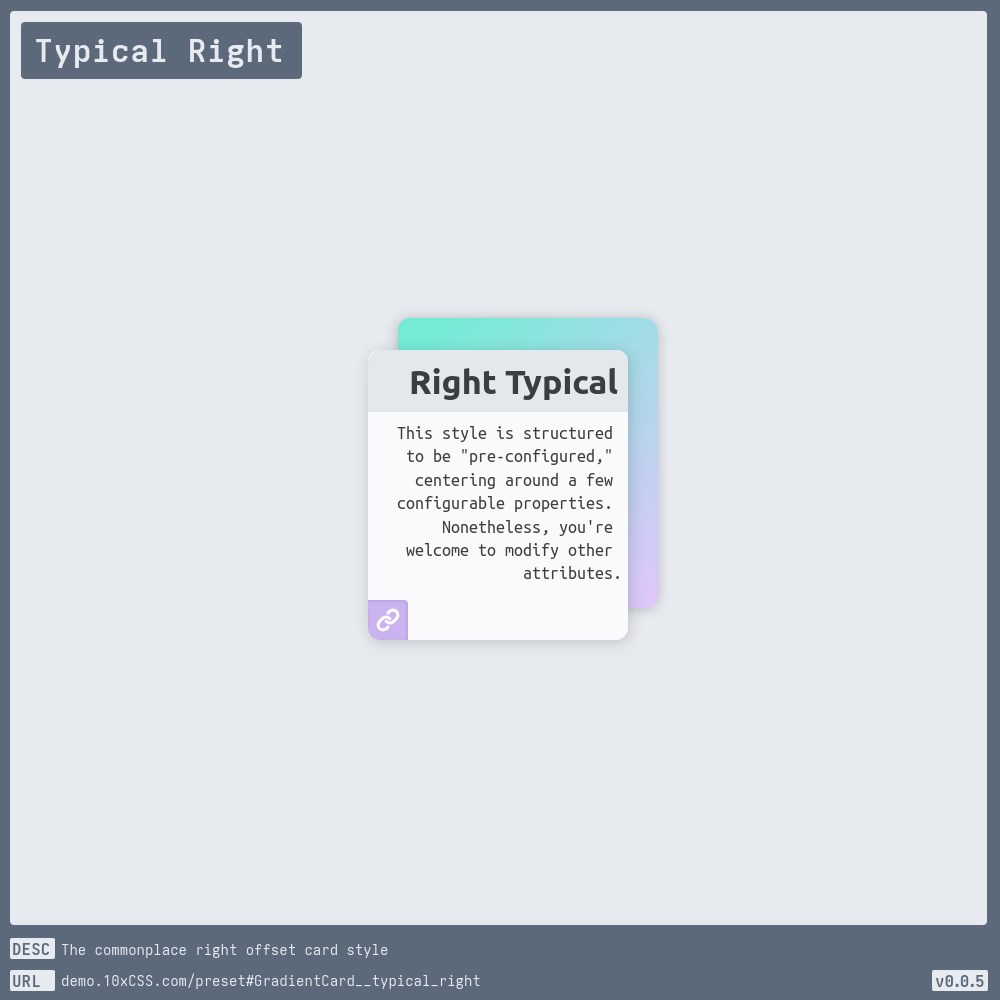 Typical Right
Right Typical
This style is structured
to be "pre-configured,"
centering around a few
configurable properties.
Nonetheless, you're
welcome to modify other
attributes.
DESC The commonplace right offset card style
URL demo.10xCSS.com/preset#GradientCard__typical_right
v0.0.5